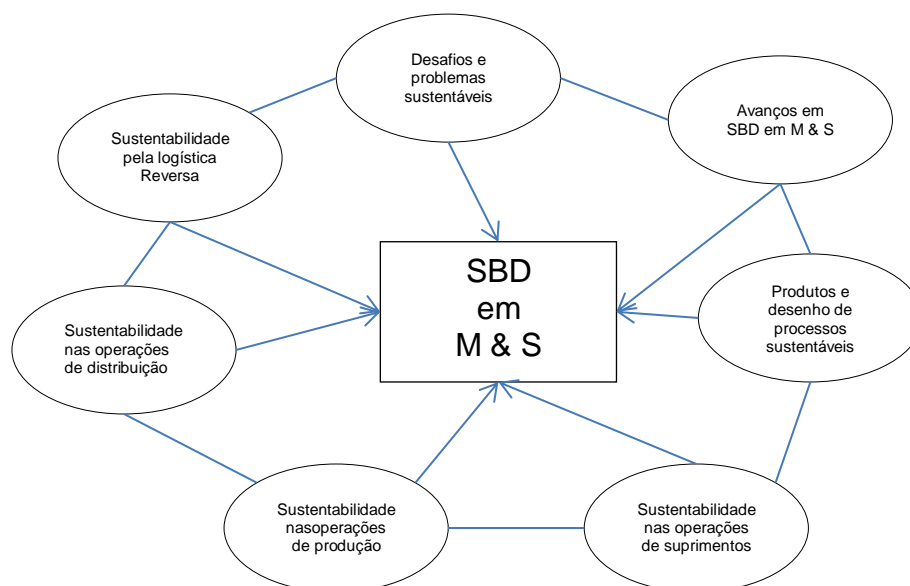 Desafios e
problemas
sustentáveis
Avanços em
SBD em M & S
Sustentabilidade
pela logística
Reversa
SBD
em
M & S
Produtos e
desenho de
processos
sustentáveis
Sustentabilidade
nas operações
de distribuição
Sustentabilidade
nasoperações
de produção
Sustentabilidade
nas operações
de suprimentos